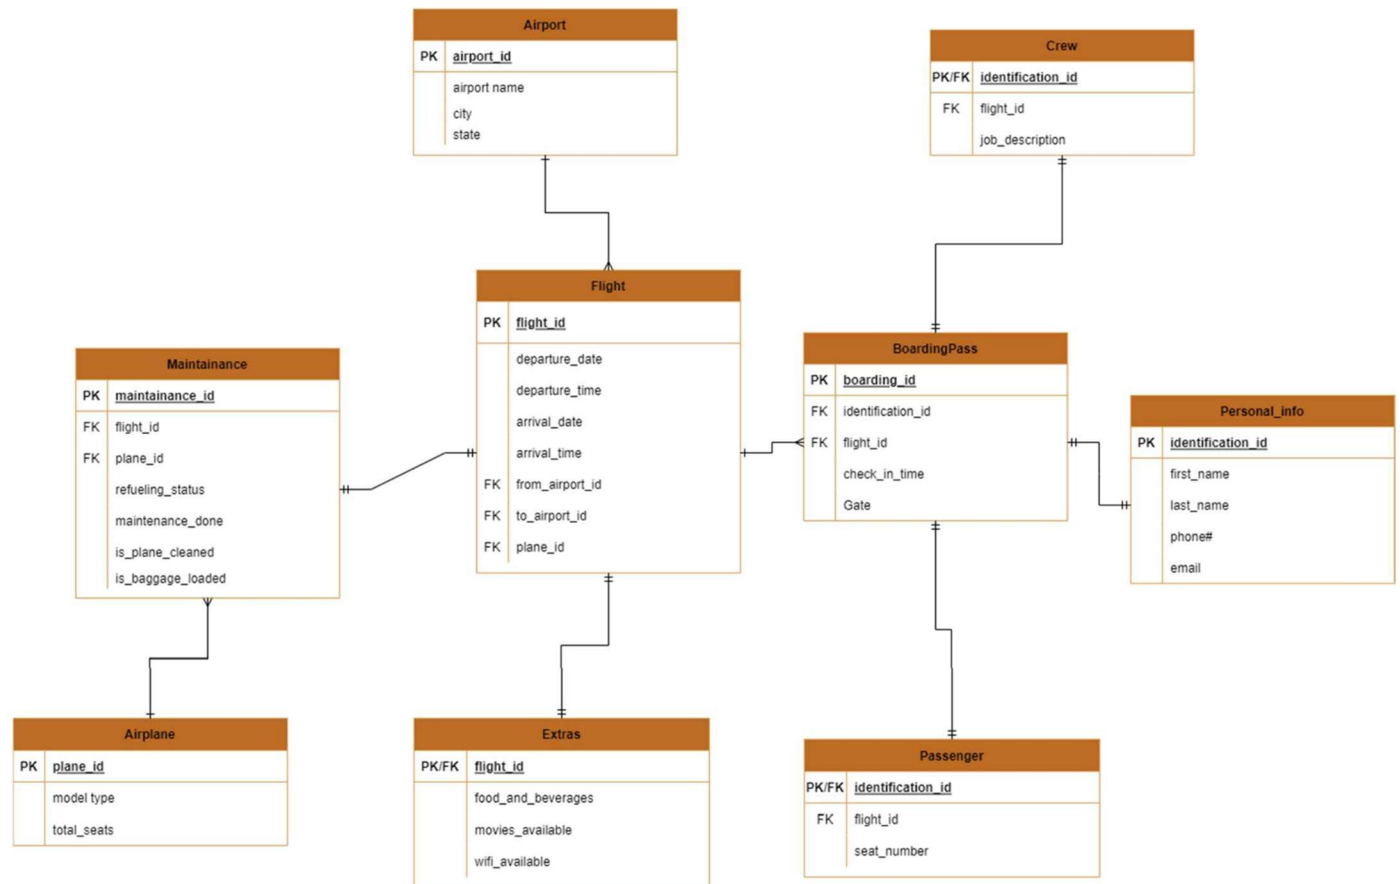 Airport
PK airport_id
airport name
city
state
Crew
PK/FK identification_id
FK flight_id
job_description
Flight
PK flight_id
departure_date
departure_time
arrival_date
arrival_time
FK from_airport_id
FK to_airport_id
FK plane_id
Maintainance
PK maintainance_id
FK flight_id
FK plane_id
refueling_status
maintenance_done
is_plane_cleaned
is_baggage_loaded
BoardingPass
PK boarding_id
FK identification_id
FK flight_id
check_in_time
Gate
Personal_info
PK identification_id
first_name
last_name
phone#
email
Airplane
PK plane_id
model type
total_seats
Extras
PK/FK flight_id
food_and_beverages
movies_available
wifi_available
Passenger
PK/FK identification_id
FK flight_id
seat_number